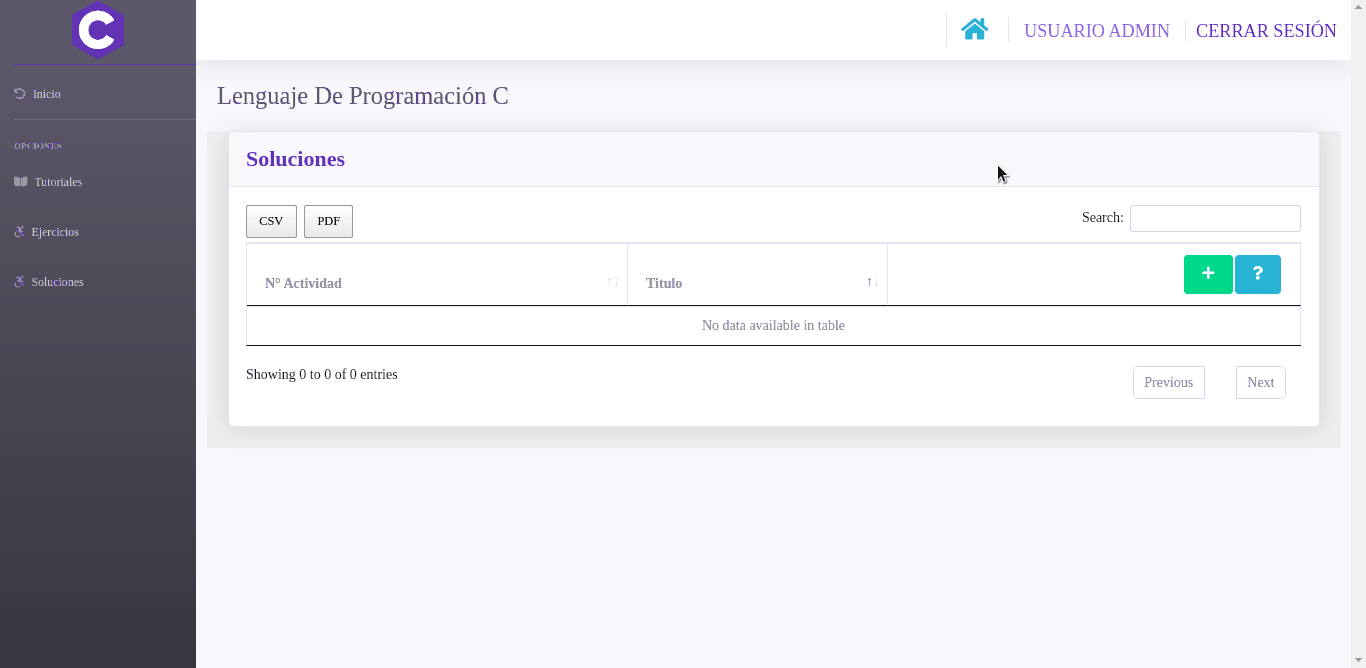 C
USUARIO ADMIN
CERRAR SESIÓN
Inicio
OPCIONES
Tutoriales
Ejercicios
Soluciones
Lenguaje De Programación C
Soluciones
CSV
PDF
Search:
N° Actividad
Titulo
+
?
No data available in table
Showing 0 to 0 of 0 entries
Previous
Next